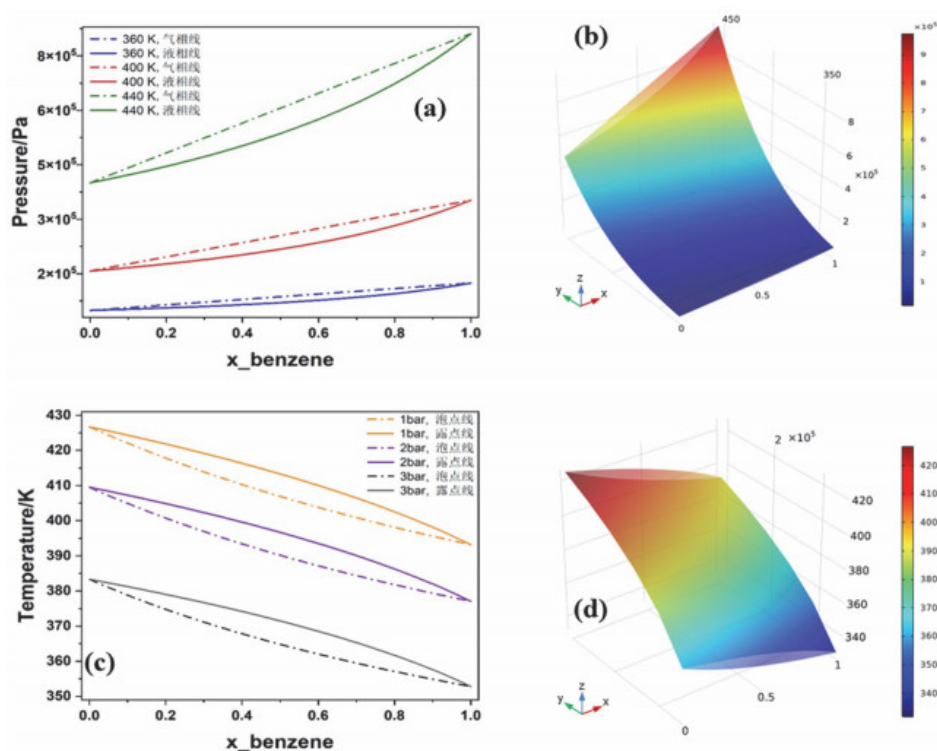 8×10⁵
6×10⁵
5×10⁵
3×10⁵
2×10⁵
Pressure/Pa
360 K, 气相线
360 K, 液相线
400 K, 气相线
400 K, 液相线
440 K, 气相线
440 K, 液相线
(a)
0.0 0.2 0.4 0.6 0.8 1.0
x_benzene
(b)
450
350
8
6
×10⁵
4
2
1
0.5
0
z
y x
×10⁵
9
8
7
6
5
4
3
2
1
430
420
410
400
390
380
370
360
350
Temperature/K
1bar, 泡点线
1bar, 露点线
2bar, 泡点线
2bar, 露点线
3bar, 泡点线
3bar, 露点线
(c)
0.0 0.2 0.4 0.6 0.8 1.0
x_benzene
2 ×10⁵
420
400
380
360
340
(d)
1
0.5
0
z
y x
420
410
400
390
380
370
360
350
340